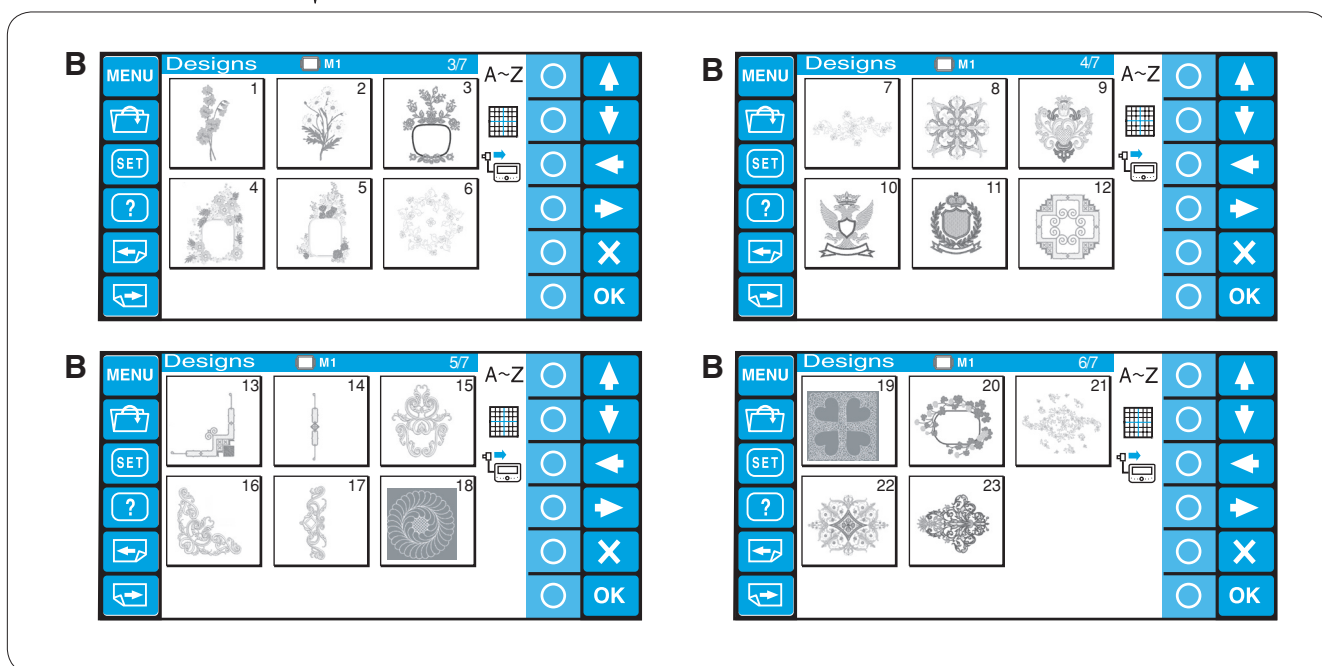 B
MENU
Designs M1 3/7
A~Z
1 2 3
SET
?
4 5 6
X
OK
B
MENU
Designs M1 4/7
A~Z
7 8 9
SET
?
10 11 12
X
OK
B
MENU
Designs M1 5/7
A~Z
13 14 15
SET
?
16 17 18
X
OK
B
MENU
Designs M1 6/7
A~Z
19 20 21
SET
?
22 23
X
OK